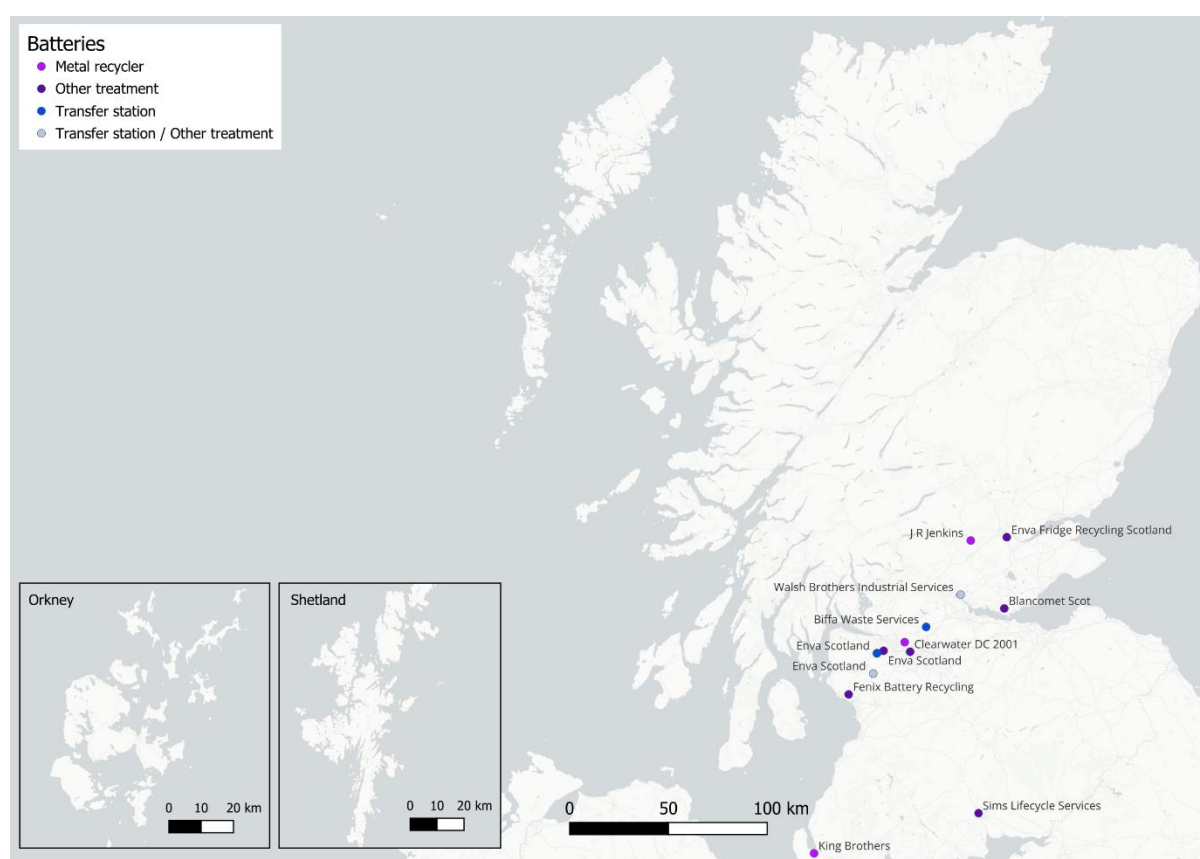 Batteries
Metal recycler
Other treatment
Transfer station
Transfer station / Other treatment
J R Jenkins
Enva Fridge Recycling Scotland
Walsh Brothers Industrial Services
Blancomet Scot
Biffa Waste Services
Enva Scotland
Clearwater DC 2001
Enva Scotland
Enva Scotland
Fenix Battery Recycling
Sims Lifecycle Services
King Brothers
Orkney
0 10 20 km
Shetland
0 10 20 km
0 50 100 km